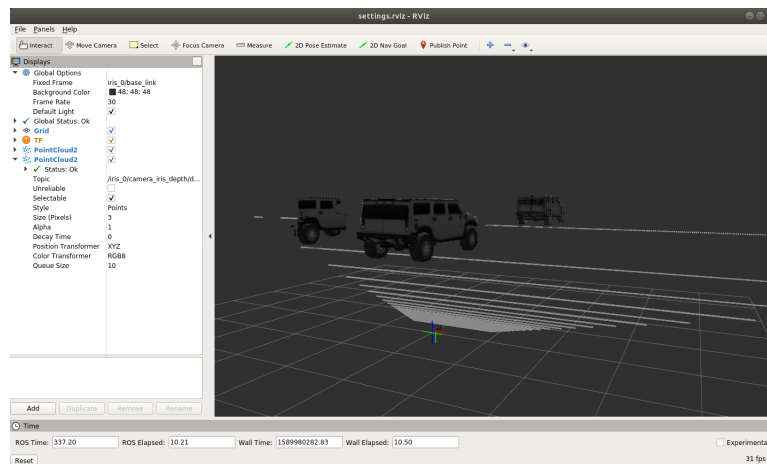 settings.rviz - RViz
File Panels Help
Interact Move Camera Select Focus Camera Measure 2D Pose Estimate 2D Nav Goal Publish Point
Displays
Global Options
Fixed Frame iris_0/base_link
Background Color 48; 48; 48
Frame Rate 30
Default Light
Global Status: Ok
Grid
TF
PointCloud2
PointCloud2
Status: Ok
Topic /iris_0/camera_iris_depth/d...
Unreliable
Selectable
Style Points
Size (Pixels) 3
Alpha 1
Decay Time 0
Position Transformer XYZ
Color Transformer RGB8
Queue Size 10
Add Duplicate Remove Rename
Time
ROS Time: 337.20 ROS Elapsed: 10.21 Wall Time: 1589980282.83 Wall Elapsed: 10.50 Experimenta
Reset 31 fps